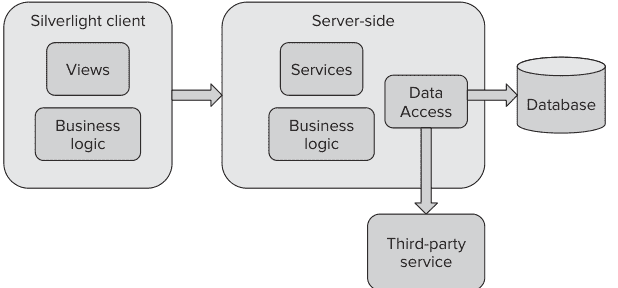 Silverlight client
Views
Business
logic
Server-side
Services
Business
logic
Data
Access
Database
Third-party
service